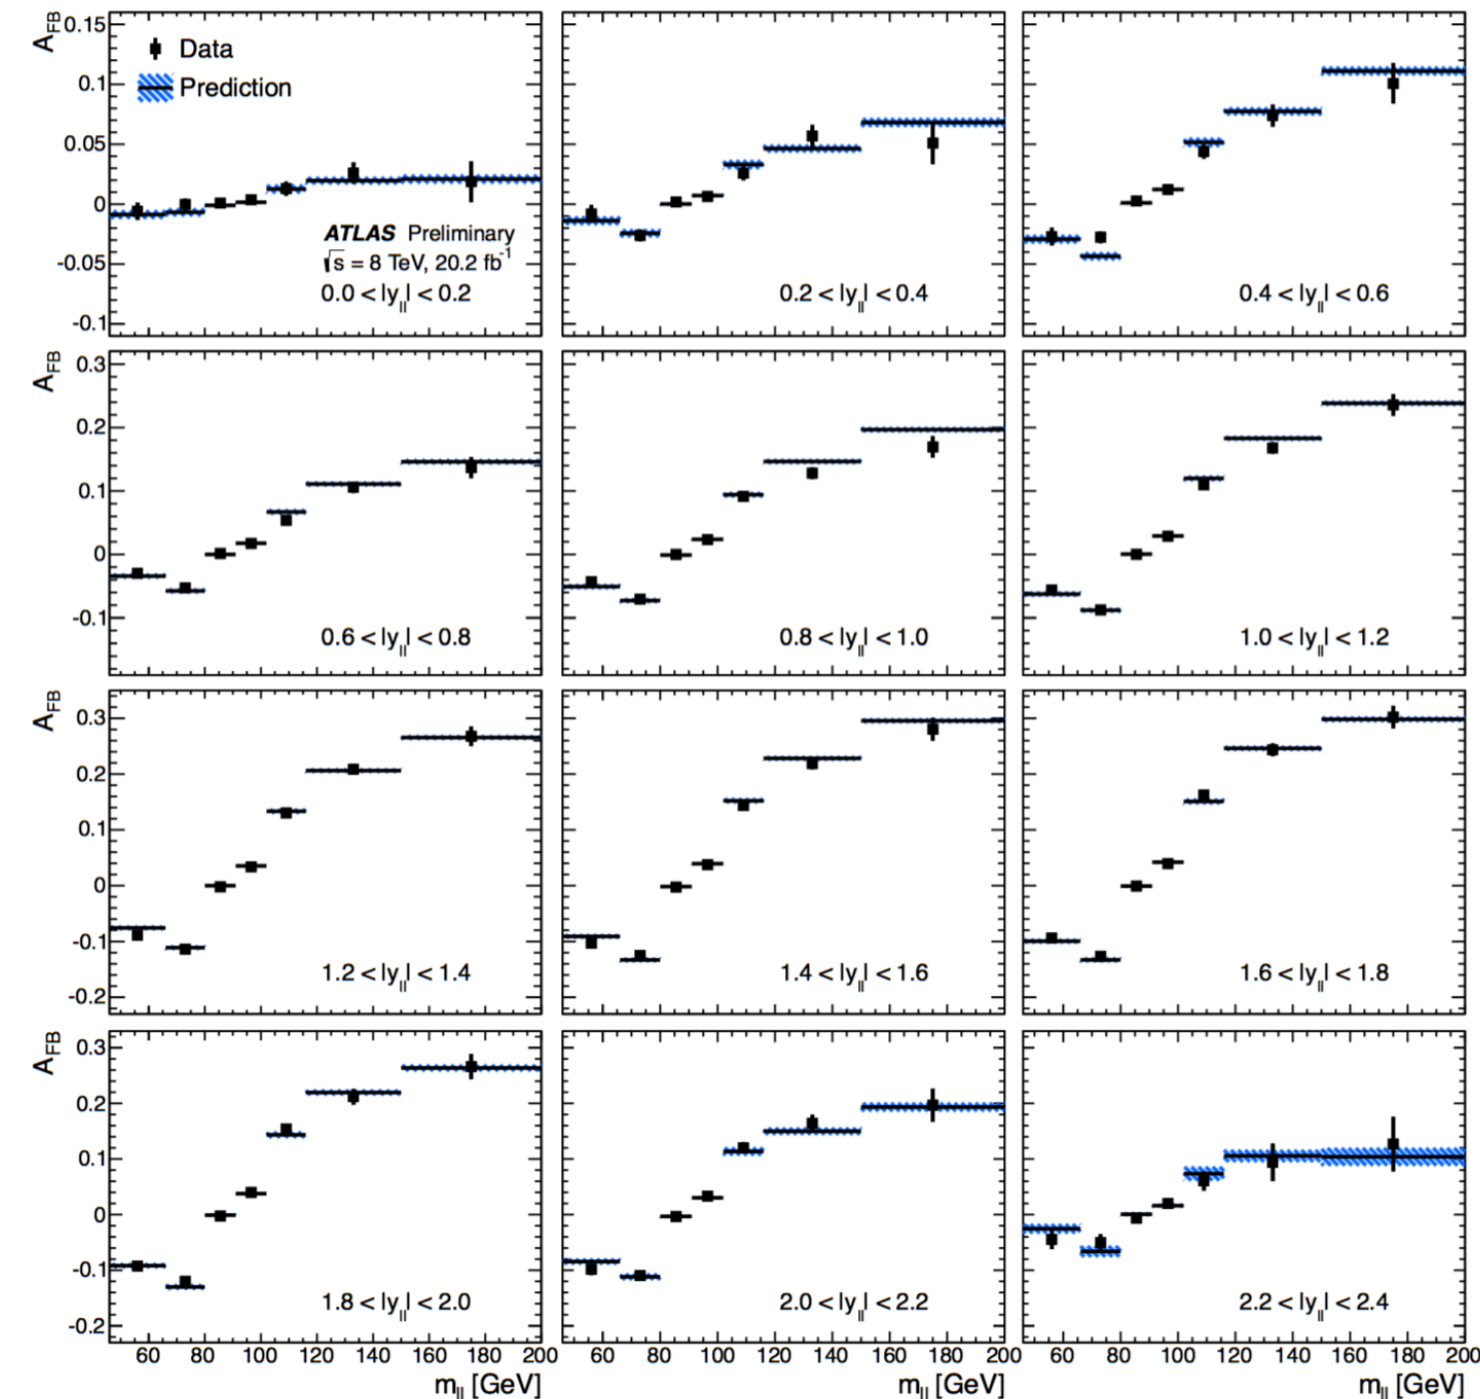 A_FB
0.15
0.1
0.05
0
-0.05
-0.1
Data
Prediction
ATLAS Preliminary
√s = 8 TeV, 20.2 fb⁻¹
0.0 < |y_ll| < 0.2
0.2 < |y_ll| < 0.4
0.4 < |y_ll| < 0.6
A_FB
0.3
0.2
0.1
0
-0.1
0.6 < |y_ll| < 0.8
0.8 < |y_ll| < 1.0
1.0 < |y_ll| < 1.2
A_FB
0.3
0.2
0.1
0
-0.1
-0.2
1.2 < |y_ll| < 1.4
1.4 < |y_ll| < 1.6
1.6 < |y_ll| < 1.8
A_FB
0.3
0.2
0.1
0
-0.1
-0.2
1.8 < |y_ll| < 2.0
2.0 < |y_ll| < 2.2
2.2 < |y_ll| < 2.4
60 80 100 120 140 160 180 200
60 80 100 120 140 160 180 200
60 80 100 120 140 160 180 200
m_ll [GeV]
m_ll [GeV]
m_ll [GeV]